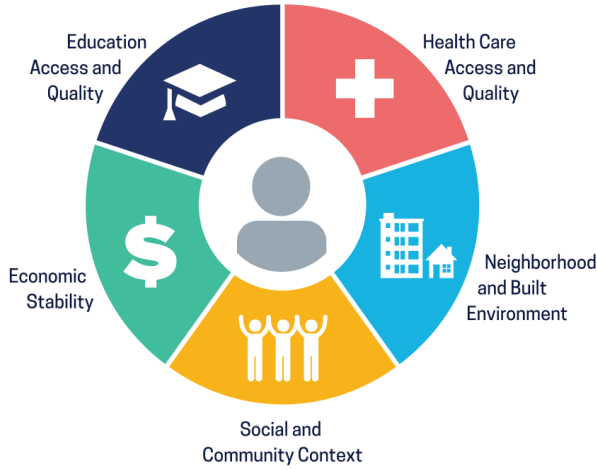 Education
Access and
Quality
Health Care
Access and
Quality
Economic
Stability
$
Neighborhood
and Built
Environment
Social and
Community Context